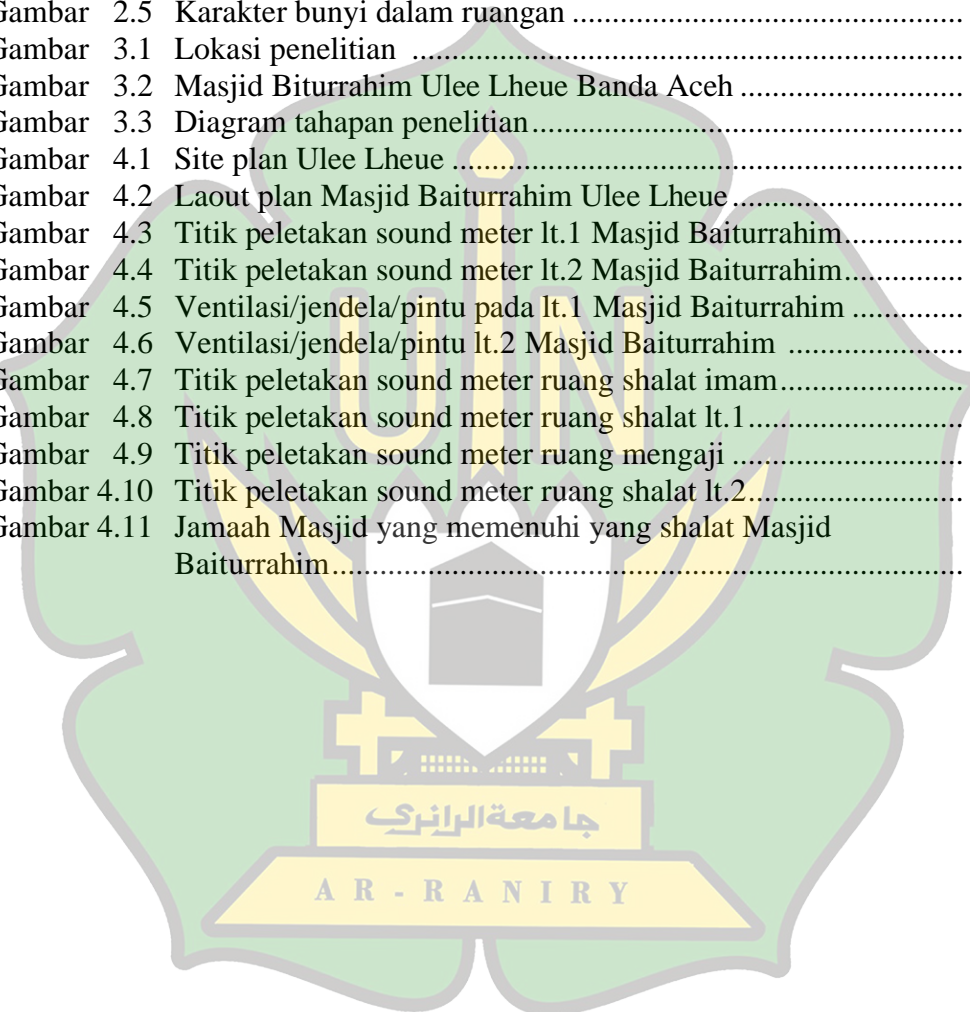 Gambar 2.5 Karakter bunyi dalam ruangan ..........................................
Gambar 3.1 Lokasi penelitian ..........................................................
Gambar 3.2 Masjid Biturrahim Ulee Lheue Banda Aceh ........................
Gambar 3.3 Diagram tahapan penelitian ..............................................
Gambar 4.1 Site plan Ulee Lheue .......................................................
Gambar 4.2 Laout plan Masjid Baiturrahim Ulee Lheue ........................
Gambar 4.3 Titik peletakan sound meter lt.1 Masjid Baiturrahim..............
Gambar 4.4 Titik peletakan sound meter lt.2 Masjid Baiturrahim..............
Gambar 4.5 Ventilasi/jendela/pintu pada lt.1 Masjid Baiturrahim .............
Gambar 4.6 Ventilasi/jendela/pintu lt.2 Masjid Baiturrahim ....................
Gambar 4.7 Titik peletakan sound meter ruang shalat imam.....................
Gambar 4.8 Titik peletakan sound meter ruang shalat lt.1........................
Gambar 4.9 Titik peletakan sound meter ruang mengaji ..........................
Gambar 4.10 Titik peletakan sound meter ruang shalat lt.2........................
Gambar 4.11 Jamaah Masjid yang memenuhi yang shalat Masjid
Baiturrahim.......................................................................
UIN
جامعة الرانري
AR-RANIRY